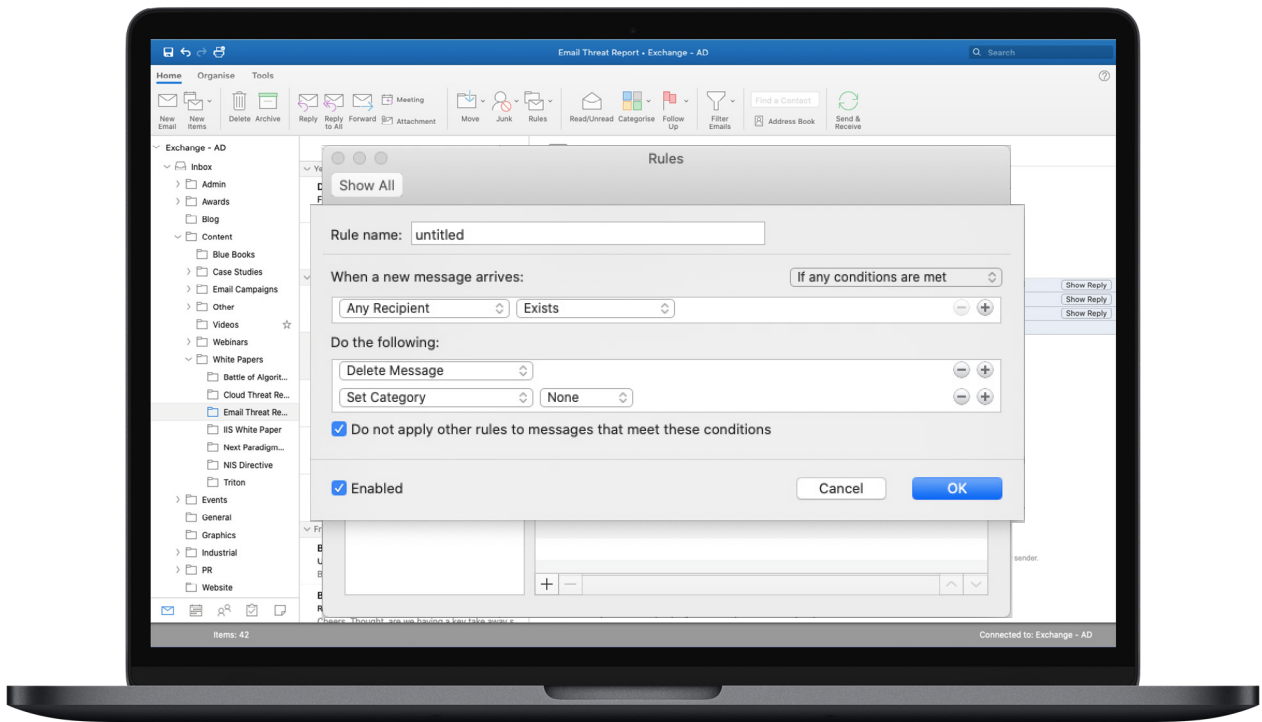 Email Threat Report • Exchange - AD
Search
Home Organise Tools
New Email
New Items
Delete Archive
Reply
Reply to All
Forward
Meeting
Attachment
Move
Junk
Rules
Read/Unread Categorise
Follow Up
Filter Emails
Find a Contact
Address Book
Send & Receive
Exchange - AD
Inbox
Admin
Awards
Blog
Content
Blue Books
Case Studies
Email Campaigns
Other
Videos
Webinars
White Papers
Battle of Algorit...
Cloud Threat Re...
Email Threat Re...
IIS White Paper
Next Paradigm...
NIS Directive
Triton
Events
General
Graphics
Industrial
PR
Website
Rules
Show All
Rule name: untitled
When a new message arrives: If any conditions are met
Any Recipient Exists
Do the following:
Delete Message
Set Category None
Do not apply other rules to messages that meet these conditions
Enabled Cancel OK
Show Reply
Show Reply
Show Reply
sender.
Items: 42
Connected to: Exchange - AD